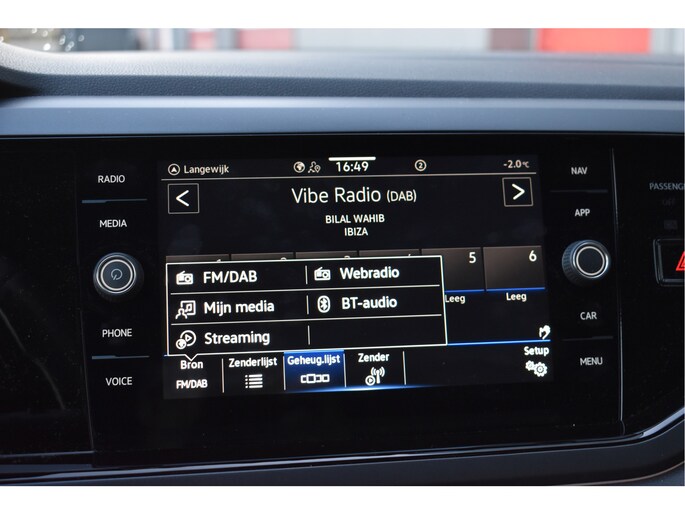 Langewijk 16:49 2 -2.0°C
Vibe Radio (DAB)
BILAL WAHIB
IBIZA
5 6
Leeg Leeg
FM/DAB Webradio
Mijn media BT-audio
Streaming
Bron Zenderlijst Geheug.lijst Zender Setup
FM/DAB
RADIO
MEDIA
PHONE
VOICE
NAV
APP
CAR
MENU